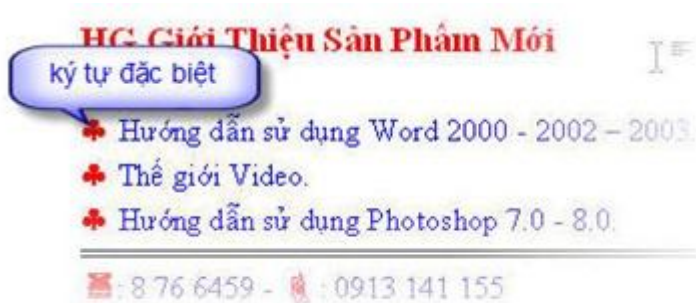 HG Giới Thiệu Sản Phẩm Mới
ký tự đặc biệt
♣ Hướng dẫn sử dụng Word 2000 - 2002 – 2003.
♣ Thế giới Video.
♣ Hướng dẫn sử dụng Photoshop 7.0 - 8.0.
☎: 8 76 6459 - : 0913 141 155